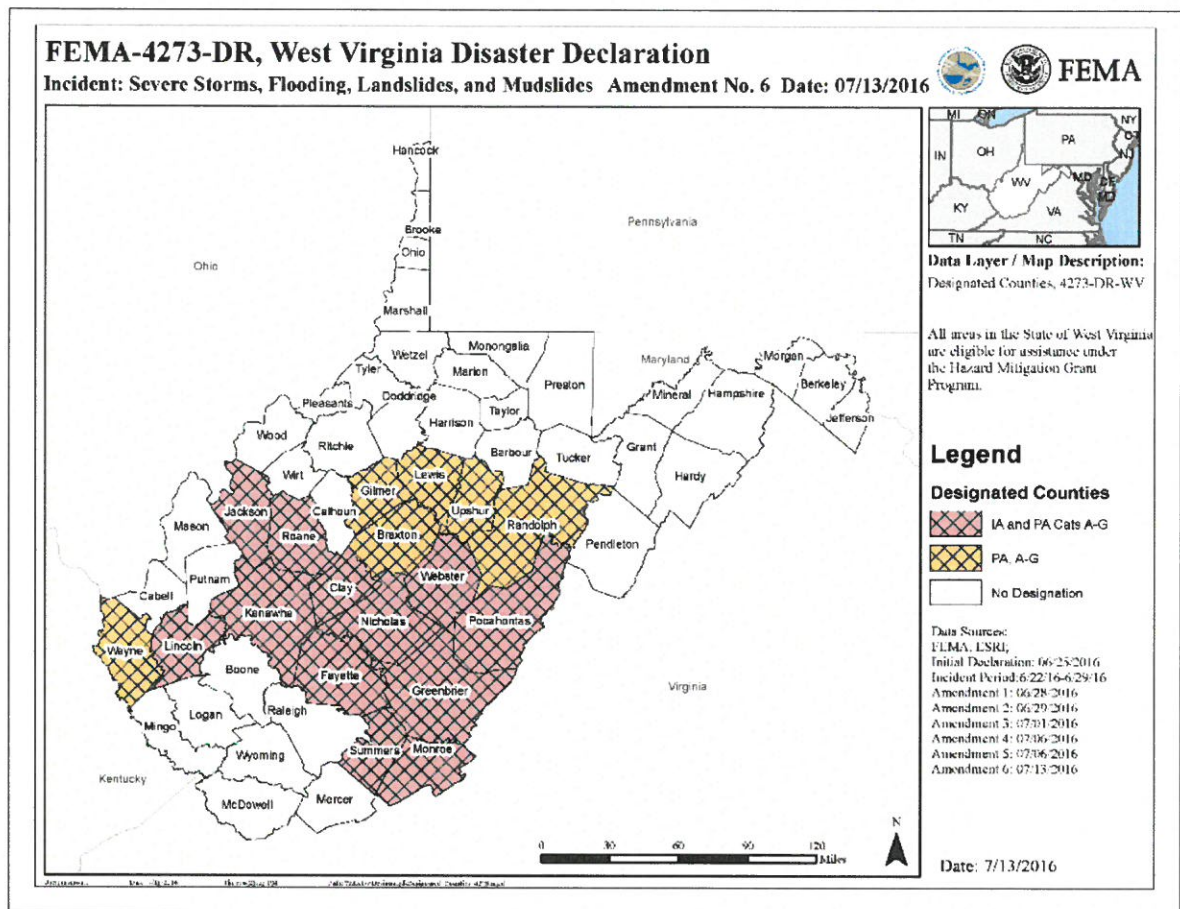 FEMA-4273-DR, West Virginia Disaster Declaration
Incident: Severe Storms, Flooding, Landslides, and Mudslides Amendment No. 6 Date: 07/13/2016
FEMA
MI
NY
CT
PA
NJ
IN
OH
MD
DE
MD
WV
KY
VA
TN
NC
Data Layer / Map Description:
Designated Counties, 4273-DR-WV
All areas in the State of West Virginia
are eligible for assistance under
the Hazard Mitigation Grant
Program.
Legend
Designated Counties
IA and PA Cats A-G
PA, A-G
No Designation
Data Sources:
FEMA, ESRI;
Initial Declaration: 06/25/2016
Incident Period:6/22/16-6/29/16
Amendment 1: 06/28/2016
Amendment 2: 06/29/2016
Amendment 3: 07/01/2016
Amendment 4: 07/06/2016
Amendment 5: 07/06/2016
Amendment 6: 07/13/2016
Date: 7/13/2016
Hancock
Brooke
Ohio
Marshall
Pennsylvania
Ohio
Wetzel
Monongalia
Tyler
Marion
Preston
Maryland
Morgan
Berkeley
Jefferson
Mineral
Hampshire
Pleasants
Doddridge
Harrison
Taylor
Wood
Ritchie
Barbour
Tucker
Grant
Hardy
Wirt
Lewis
Gilmer
Upshur
Randolph
Jackson
Calhoun
Roane
Braxton
Pendleton
Mason
Putnam
Clay
Webster
Cabell
Kanawha
Nicholas
Pocahontas
Wayne
Lincoln
Boone
Fayette
Greenbrier
Virginia
Mingo
Logan
Raleigh
Wyoming
Summers
Monroe
Kentucky
McDowell
Mercer
N
0 30 60 90 120
Miles